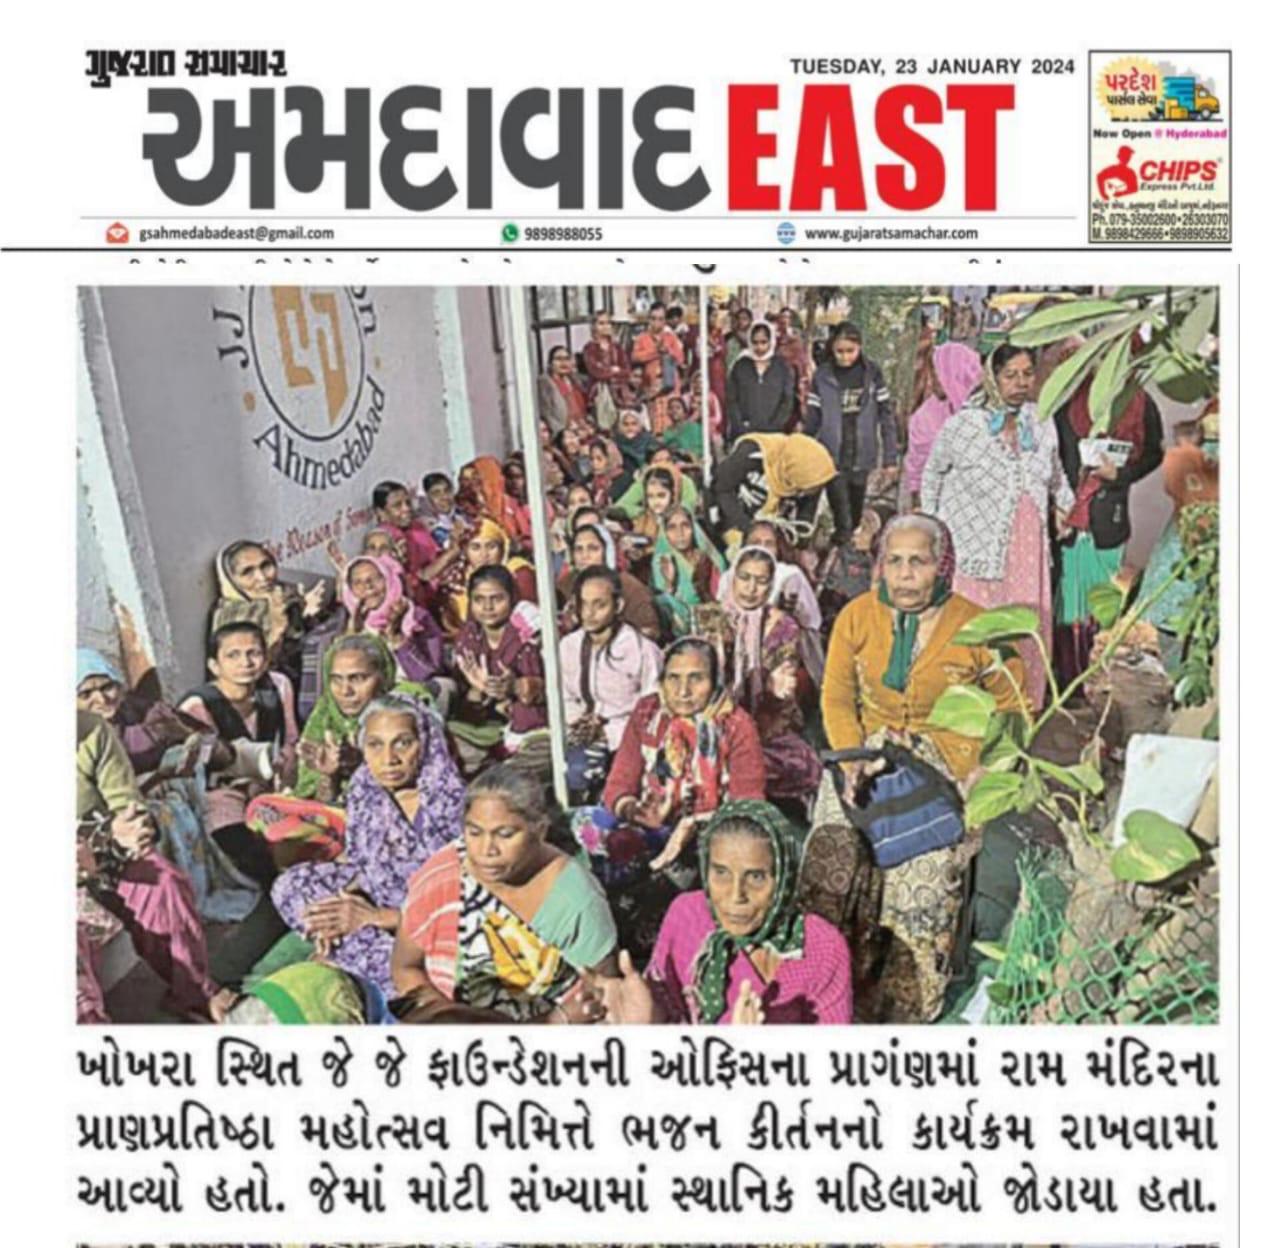 ગુજરાત સમાચાર
TUESDAY, 23 JANUARY 2024
અમદાવાદ EAST
gsahmedabadeast@gmail.com
9898988055
www.gujaratsamachar.com
પરદેશ
પાર્સલ સેવા
Now Open @ Hyderabad
CHIPS
Express Pvt.Ltd.
Ph.079-35002600•26303070
M.9898429666•9898905632
JJ
on
Ahmedabad
ખોખરા સ્થિત જે જે ફાઉન્ડેશનની ઓફિસના પ્રાગંણમાં રામ મંદિરના
પ્રાણપ્રતિષ્ઠા મહોત્સવ નિમિત્તે ભજન કીર્તનનો કાર્યક્રમ રાખવામાં
આવ્યો હતો. જેમાં મોટી સંખ્યામાં સ્થાનિક મહિલાઓ જોડાયા હતા.